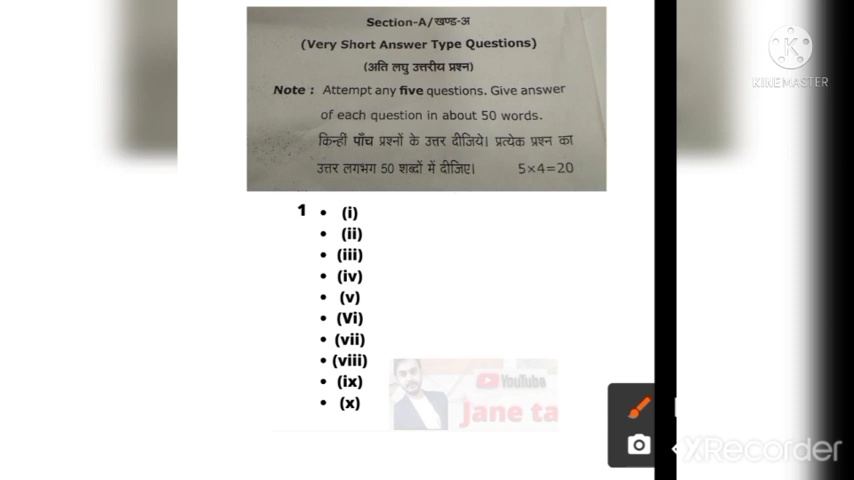 Section-A/खण्ड-अ
(Very Short Answer Type Questions)
(अति लघु उत्तरीय प्रश्न)
Note : Attempt any five questions. Give answer
of each question in about 50 words.
किन्हीं पाँच प्रश्नों के उत्तर दीजिये। प्रत्येक प्रश्न का
उत्तर लगभग 50 शब्दों में दीजिए। 5×4=20
1 • (i)
• (ii)
• (iii)
• (iv)
• (v)
• (Vi)
• (vii)
• (viii)
• (ix)
• (x)
YouTube
Jane ta
K
KINEMASTER
XRecorder